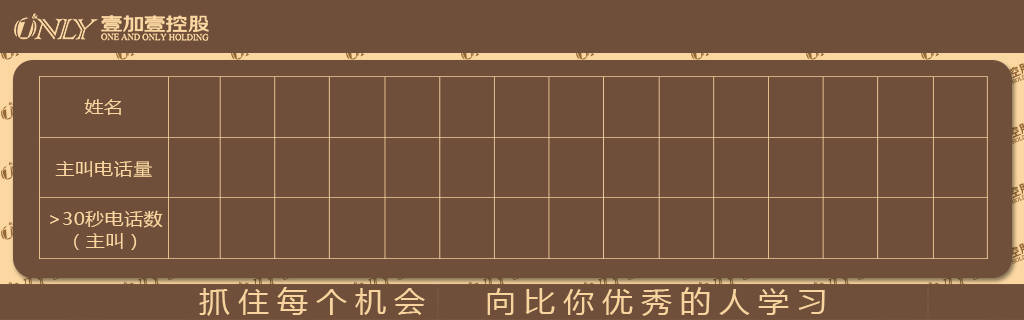 ONLY 壹加壹控股
ONE AND ONLY HOLDING
姓名
主叫电话量
>30秒电话数
（主叫）
抓住每个机会 向比你优秀的人学习